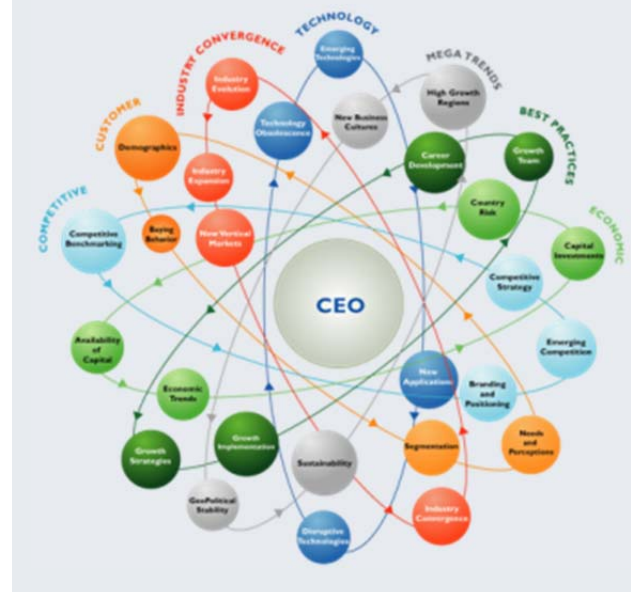 TECHNOLOGY
INDUSTRY CONVERGENCE
MEGA TRENDS
CUSTOMER
BEST PRACTICES
COMPETITIVE
ECONOMIC
Emerging
Technologies
Industry
Evolution
High Growth
Regions
Technology
Obsolescence
New Business
Cultures
Demographics
Career
Development
Growth
Team
Industry
Expansion
Country
Risk
Competitive
Benchmarking
Buying
Behavior
New Vertical
Markets
Capital
Investments
Competitive
Strategy
CEO
Availability
of
Capital
Emerging
Competition
New
Applications
Economic
Trends
Branding
and
Positioning
Growth
Strategies
Growth
Implementation
Sustainability
Segmentation
Needs
and
Perceptions
GeoPolitical
Stability
Industry
Convergence
Disruptive
Technologies